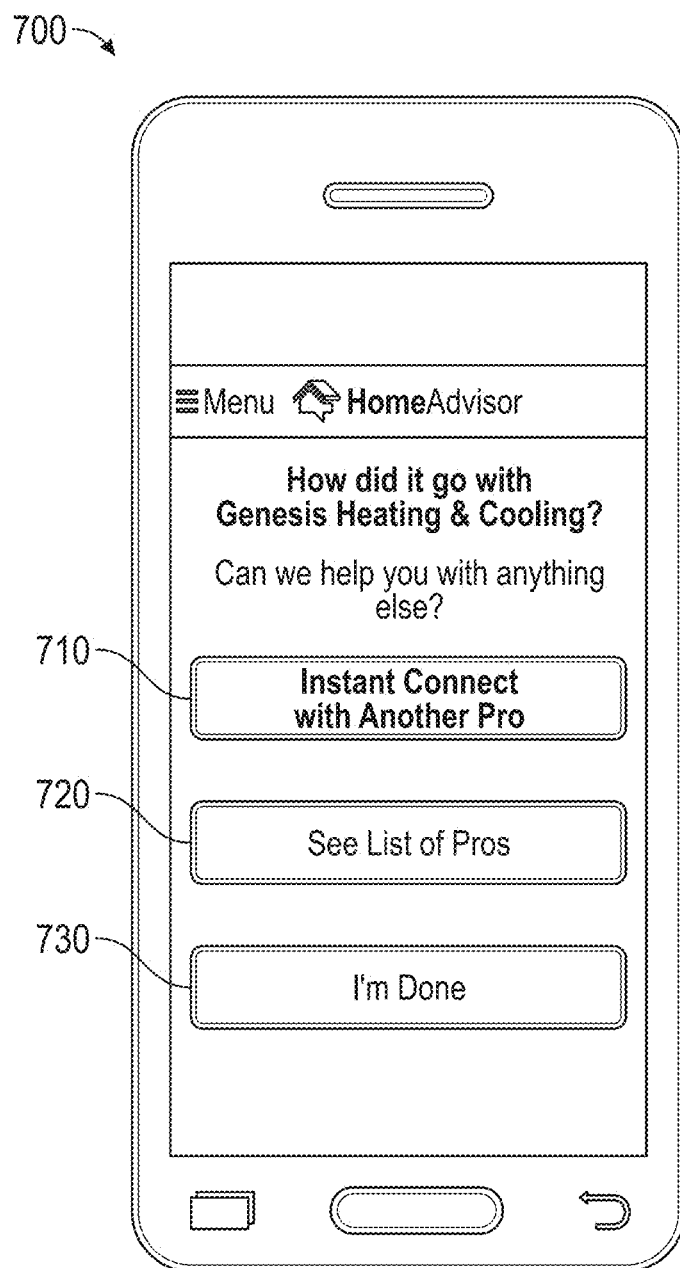 700
Menu HomeAdvisor
How did it go with
Genesis Heating & Cooling?
Can we help you with anything
else?
710
Instant Connect
with Another Pro
720
See List of Pros
730
I'm Done